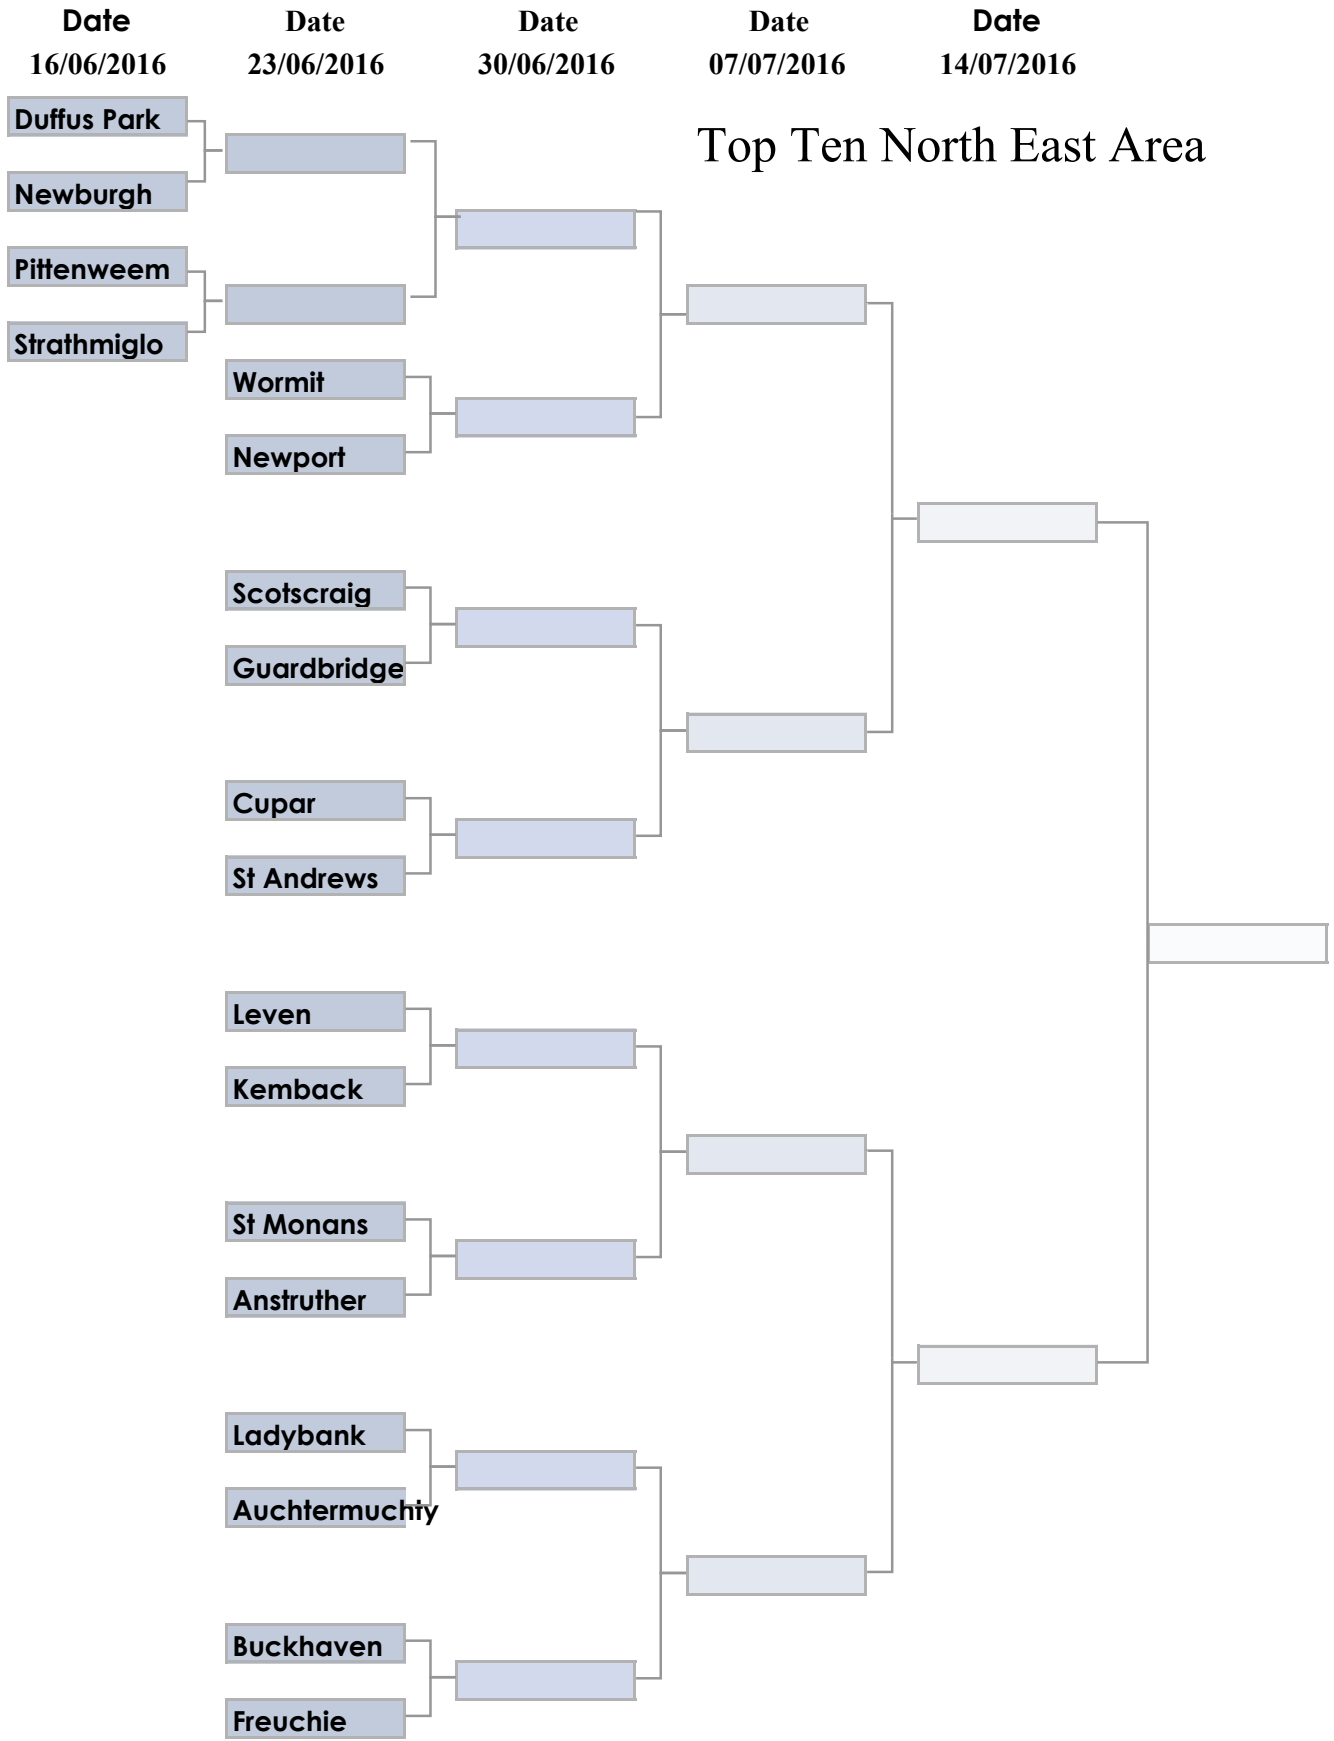 Date Date Date Date Date
16/06/2016 23/06/2016 30/06/2016 07/07/2016 14/07/2016
Top Ten North East Area
Duffus Park
Newburgh
Pittenweem
Strathmiglo
Wormit
Newport
Scotscraig
Guardbridge
Cupar
St Andrews
Leven
Kemback
St Monans
Anstruther
Ladybank
Auchtermuchty
Buckhaven
Freuchie